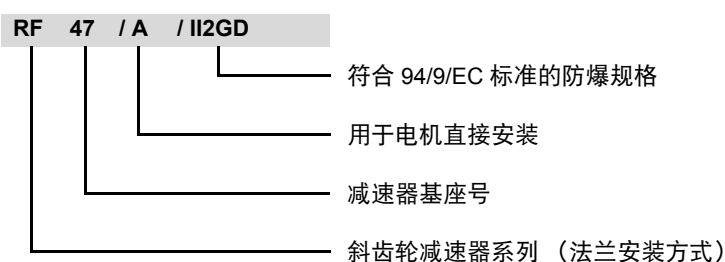 RF 47 / A / II2GD
符合 94/9/EC 标准的防爆规格
用于电机直接安装
减速器基座号
斜齿轮减速器系列 （法兰安装方式）